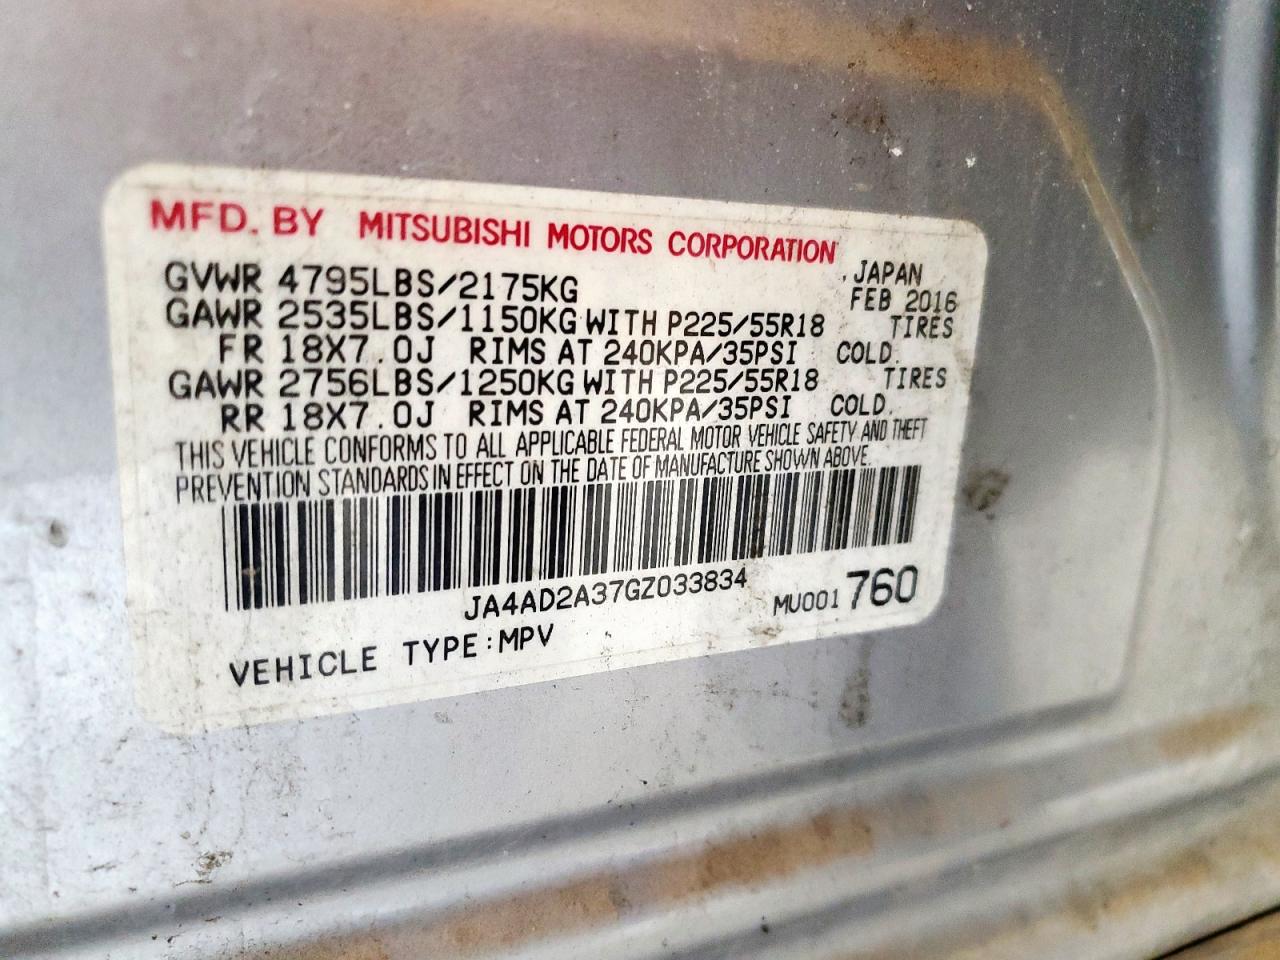 MFD. BY MITSUBISHI MOTORS CORPORATION
GVWR 4795LBS/2175KG JAPAN
FEB 2016
GAWR 2535LBS/1150KG WITH P225/55R18 TIRES
FR 18X7.0J RIMS AT 240KPA/35PSI COLD.
GAWR 2756LBS/1250KG WITH P225/55R18 TIRES
RR 18X7.0J RIMS AT 240KPA/35PSI COLD.
THIS VEHICLE CONFORMS TO ALL APPLICABLE FEDERAL MOTOR VEHICLE SAFETY AND THEFT
PREVENTION STANDARDS IN EFFECT ON THE DATE OF MANUFACTURE SHOWN ABOVE.
JA4AD2A37GZ033834
MU001760
VEHICLE TYPE:MPV